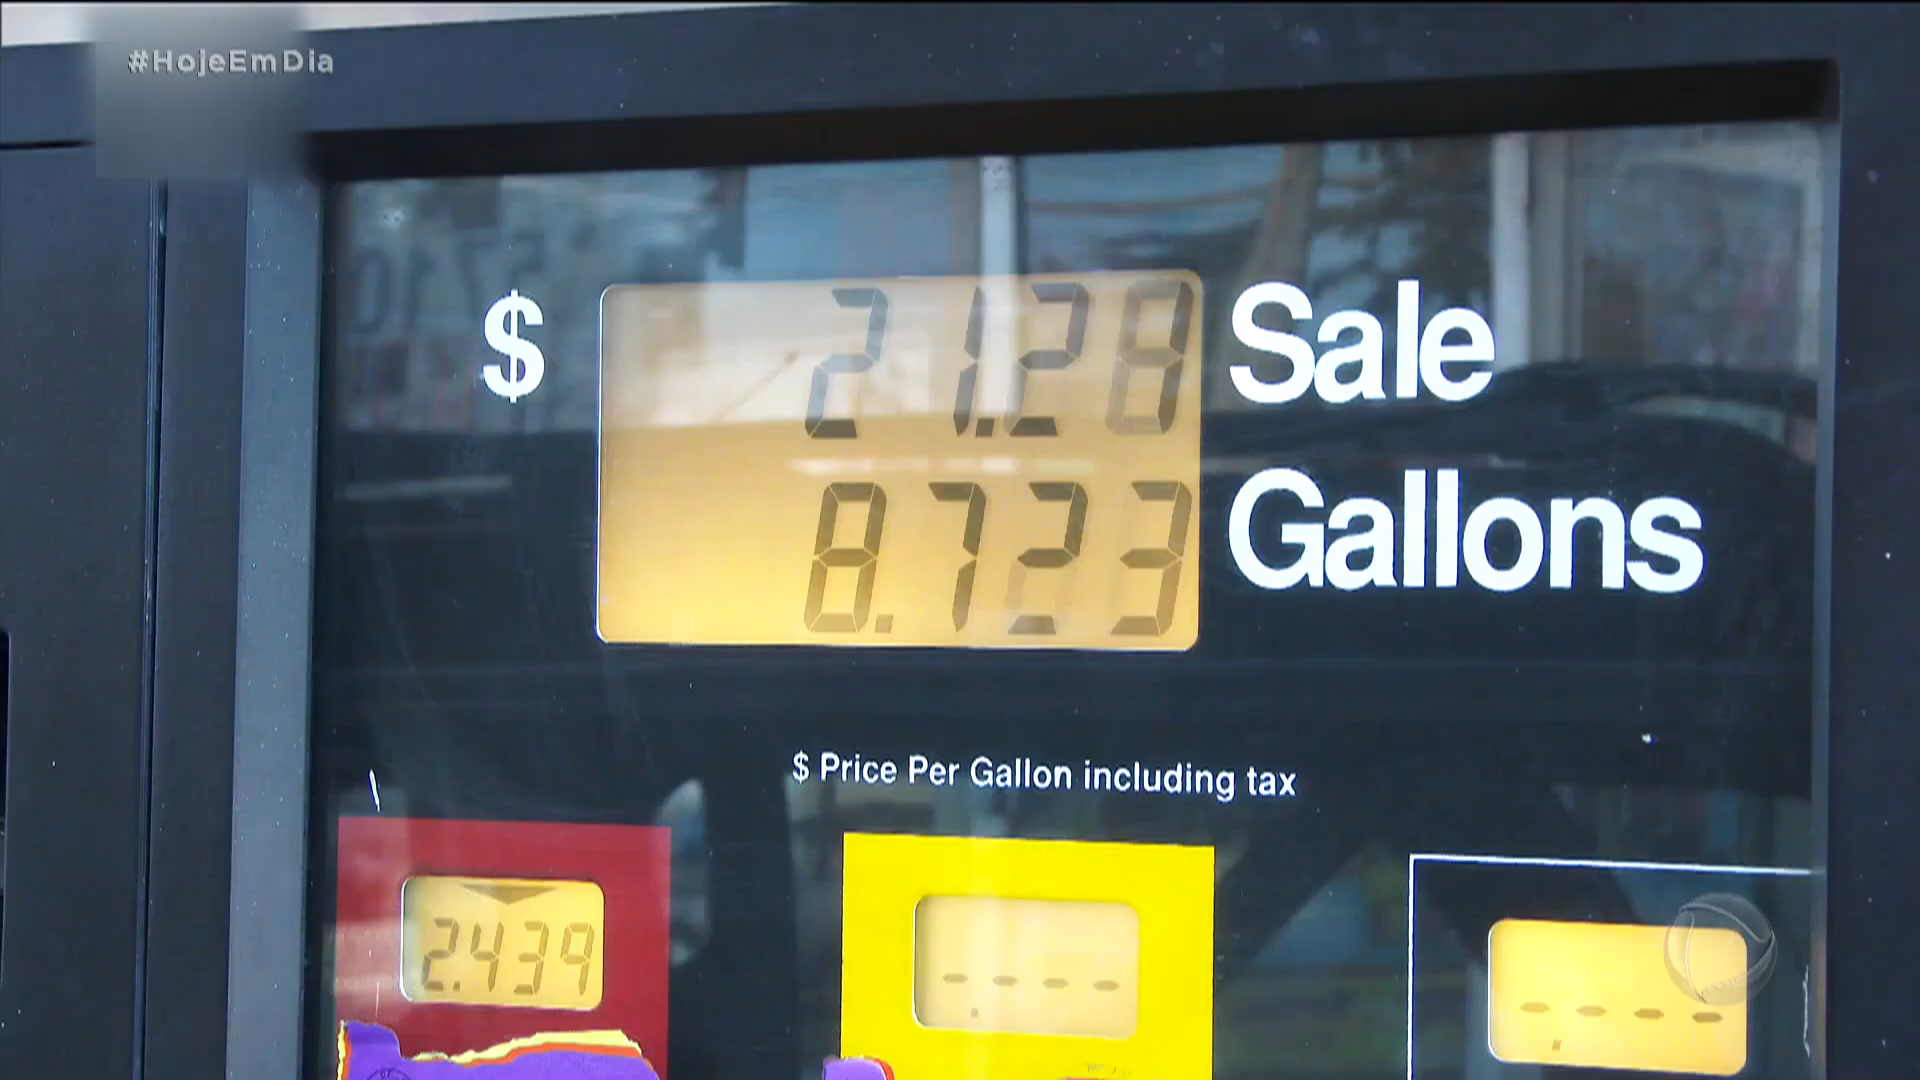 #HojeEmDia
$ 21.28 Sale
8.723 Gallons
$ Price Per Gallon including tax
2.439